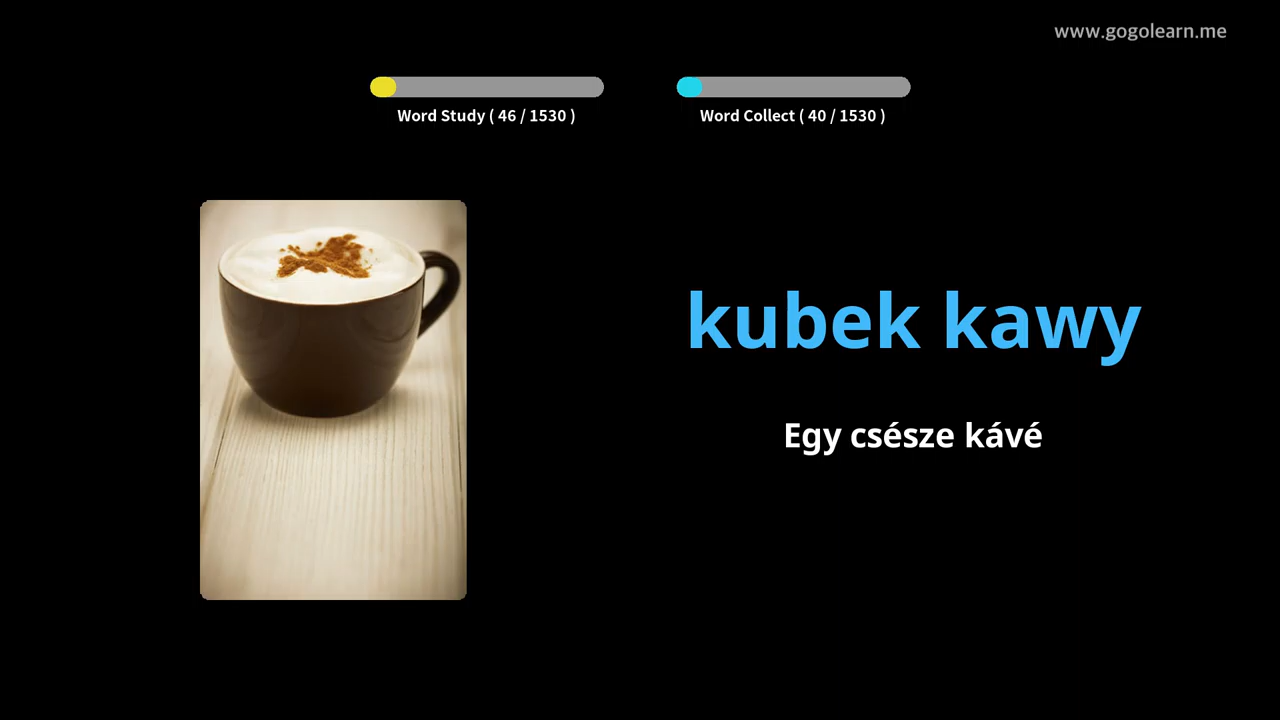 www.gogolearn.me
Word Study ( 46 / 1530 )
Word Collect ( 40 / 1530 )
kubek kawy
Egy csésze kávé